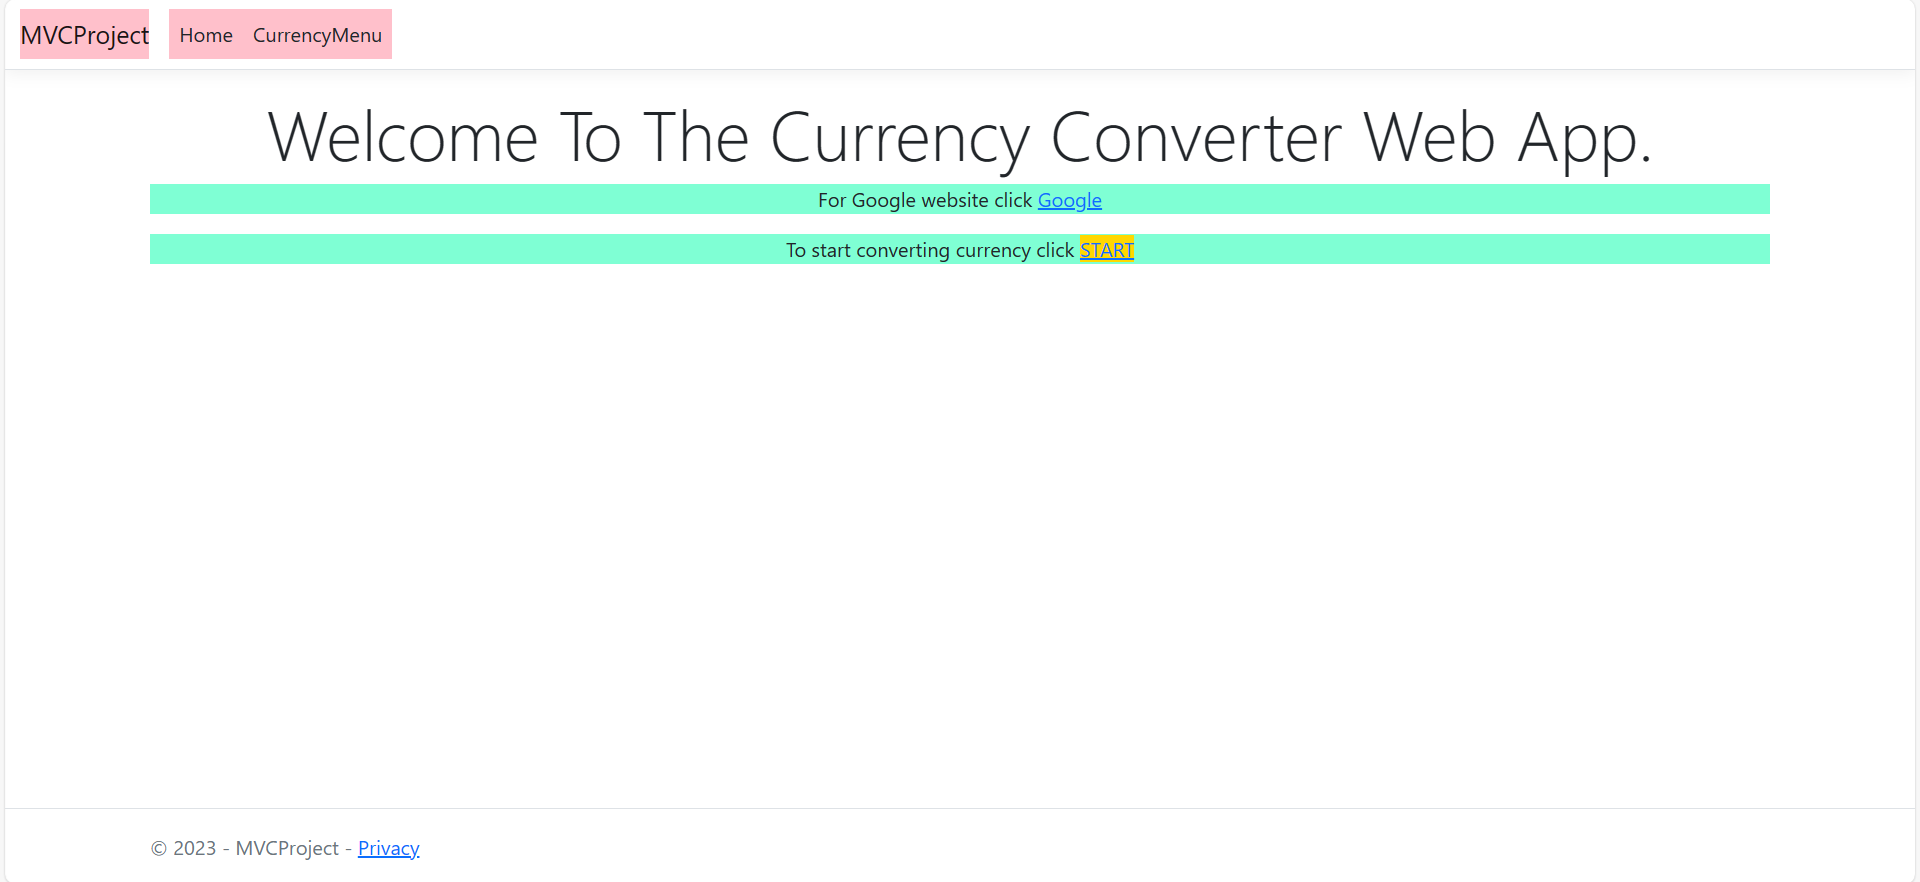 MVCProject Home CurrencyMenu
Welcome To The Currency Converter Web App.
For Google website click Google
To start converting currency click START
© 2023 - MVCProject - Privacy